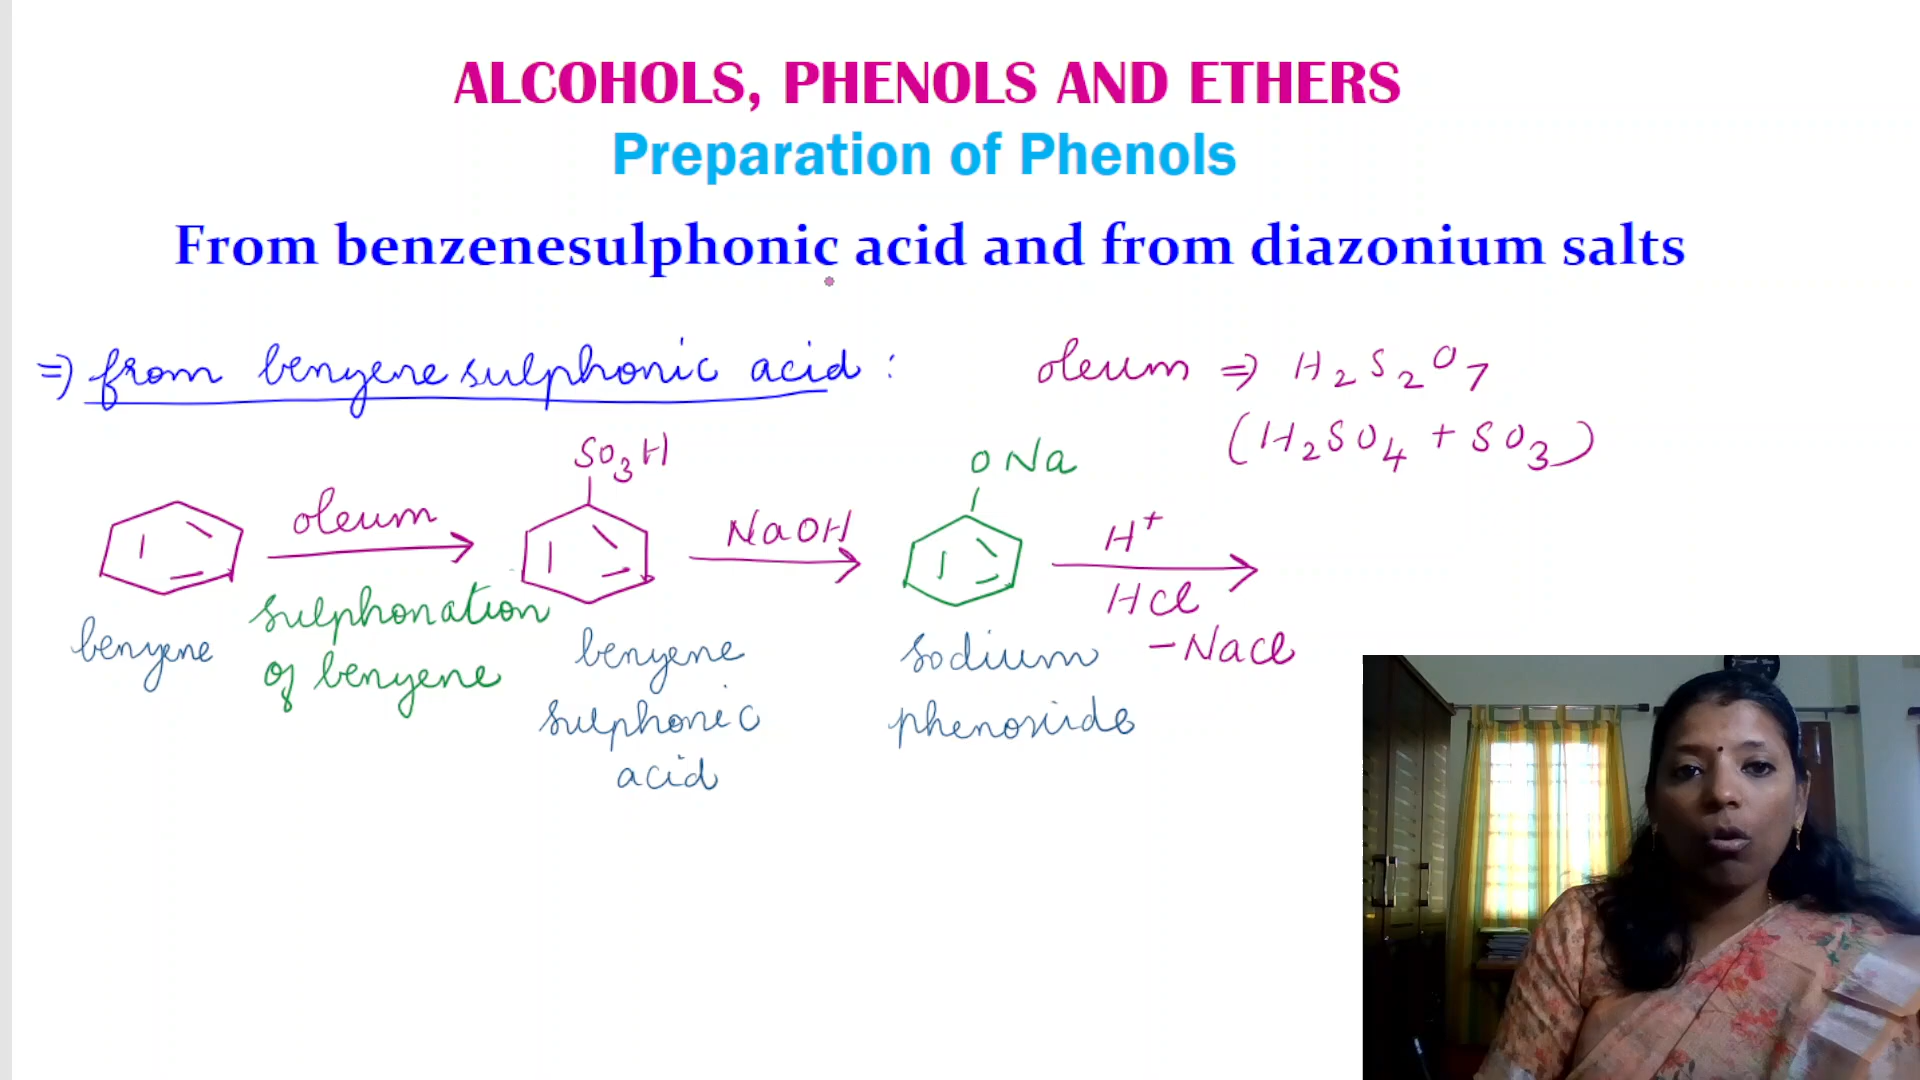 ALCOHOLS, PHENOLS AND ETHERS
Preparation of Phenols
From benzenesulphonic acid and from diazonium salts
⇒ from benzene sulphonic acid :
oleum ⇒ H2S2O7
(H2SO4 + SO3)
SO3H
ONa
oleum
NaOH
H+
HCl
- NaCl
sulphonation
of benzene
benzene
benzene
sulphonic
acid
sodium
phenoxide